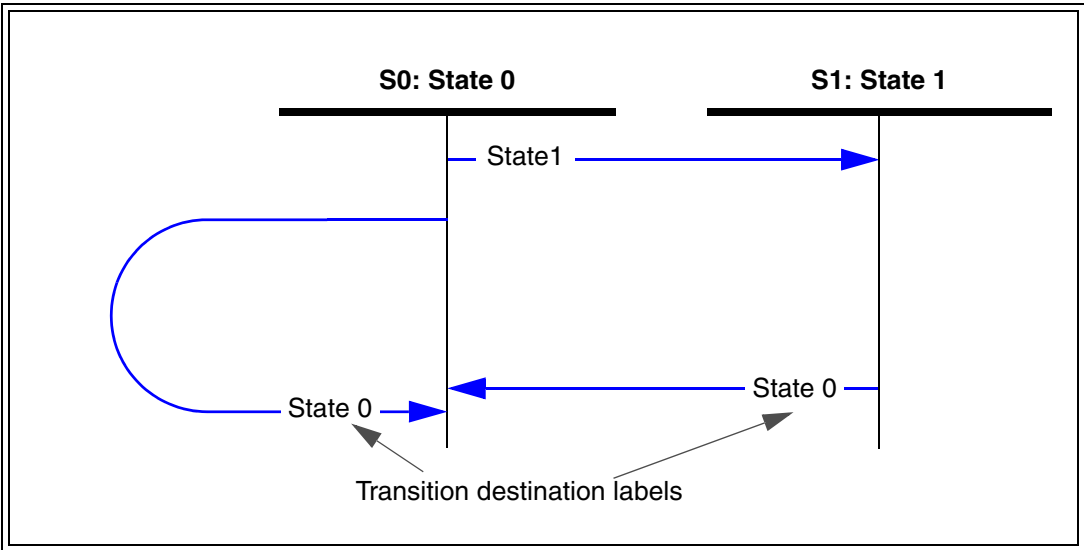 S0: State 0
S1: State 1
State1
State 0
State 0
Transition destination labels